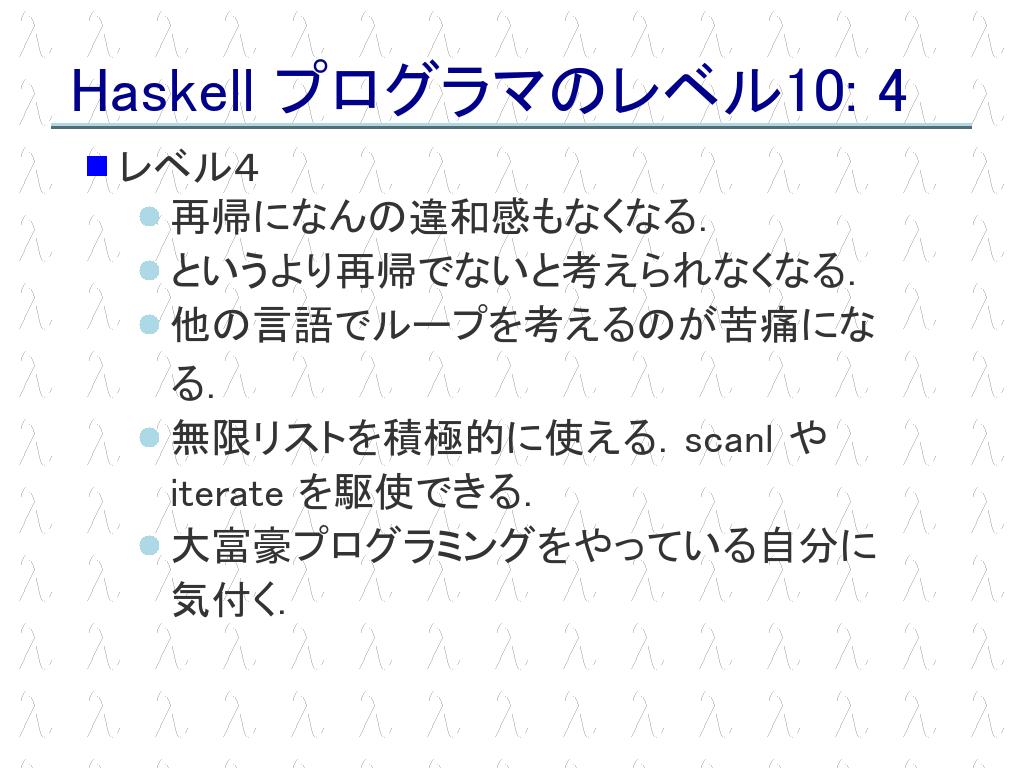 Haskell プログラマのレベル10: 4
レベル４
再帰になんの違和感もなくなる．
というより再帰でないと考えられなくなる．
他の言語でループを考えるのが苦痛にな
る．
無限リストを積極的に使える．scanl や
iterate を駆使できる．
大富豪プログラミングをやっている自分に
気付く．